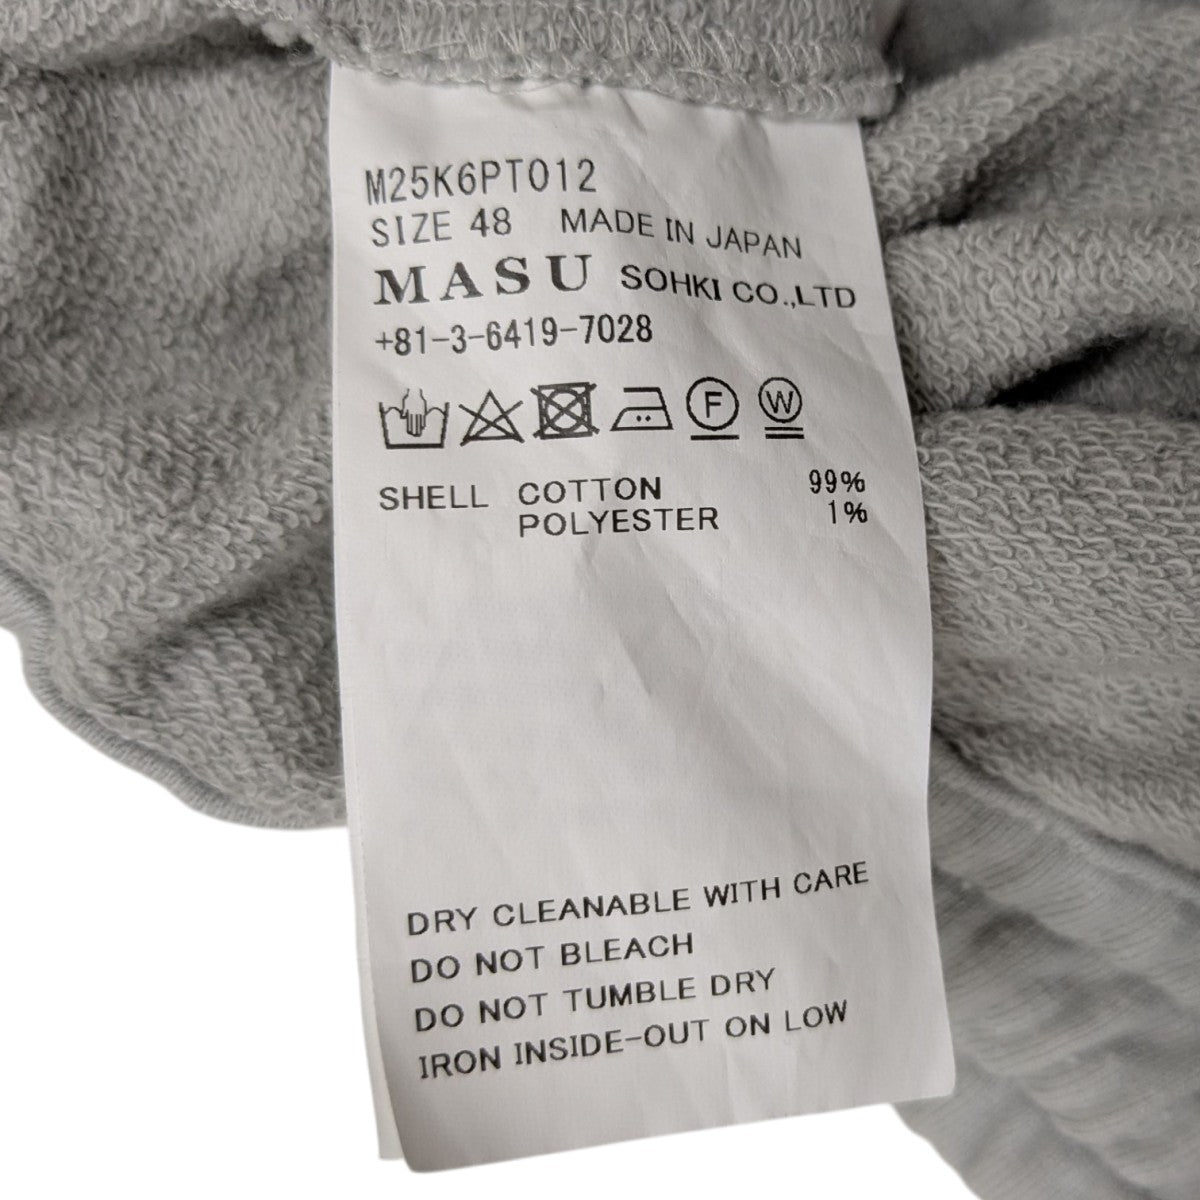 M25K6PT012
SIZE 48 MADE IN JAPAN
MASU SOHKI CO.,LTD
+81-3-6419-7028
F W
SHELL COTTON 99%
POLYESTER 1%
DRY CLEANABLE WITH CARE
DO NOT BLEACH
DO NOT TUMBLE DRY
IRON INSIDE-OUT ON LOW